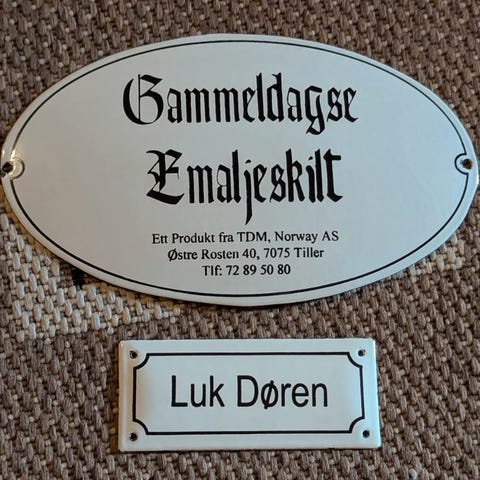 Gammeldagse
Emaljeskilt
Ett Produkt fra TDM, Norway AS
Østre Rosten 40, 7075 Tiller
Tlf: 72 89 50 80
Luk Døren